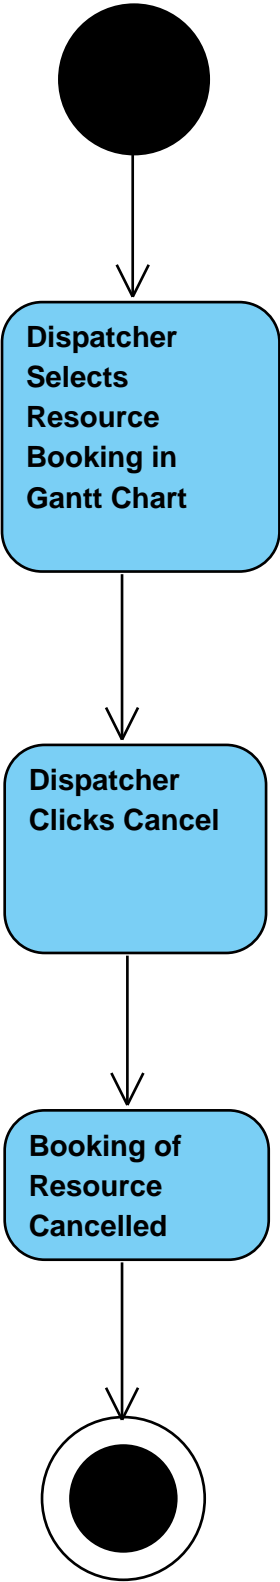 Dispatcher
Selects
Resource
Booking in
Gantt Chart
Dispatcher
Clicks Cancel
Booking of
Resource
Cancelled